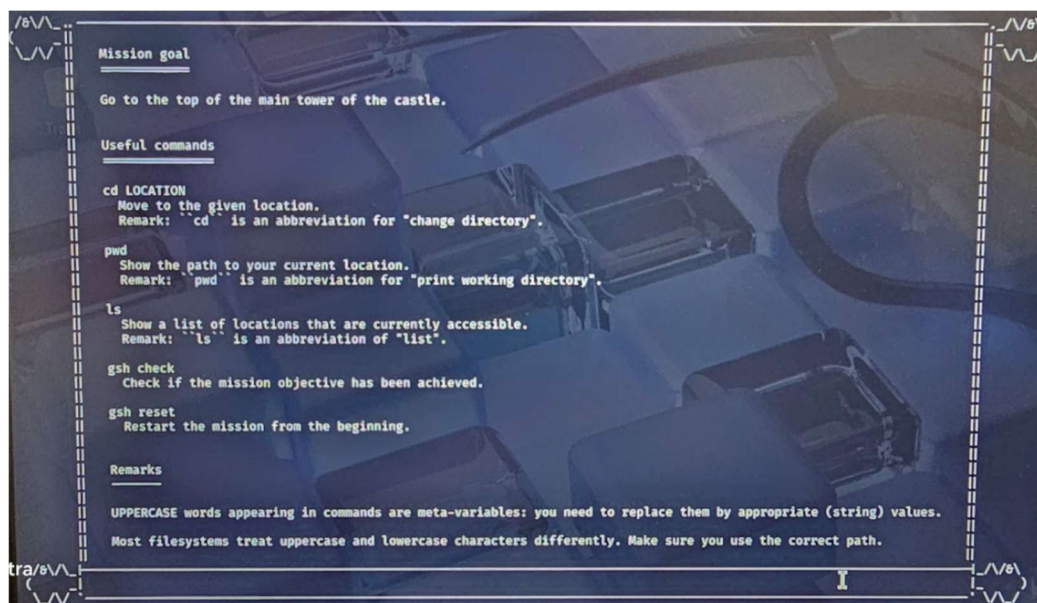 Mission goal
Go to the top of the main tower of the castle.
Useful commands
cd LOCATION
Move to the given location.
Remark: ``cd`` is an abbreviation for "change directory".
pwd
Show the path to your current location.
Remark: ``pwd`` is an abbreviation for "print working directory".
ls
Show a list of locations that are currently accessible.
Remark: ``ls`` is an abbreviation of "list".
gsh check
Check if the mission objective has been achieved.
gsh reset
Restart the mission from the beginning.
Remarks
UPPERCASE words appearing in commands are meta-variables: you need to replace them by appropriate (string) values.
Most filesystems treat uppercase and lowercase characters differently. Make sure you use the correct path.
tra